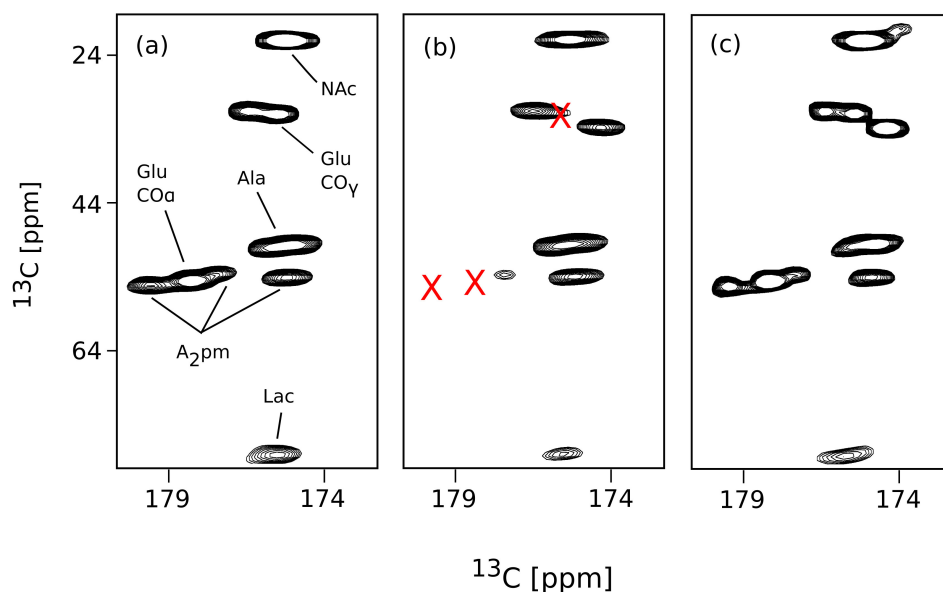 (a)
(b)
(c)
24
44
64
NAc
Glu
COγ
Glu
COα
Ala
A2pm
Lac
X
X
X
179
174
179
174
179
174
13C [ppm]
13C [ppm]